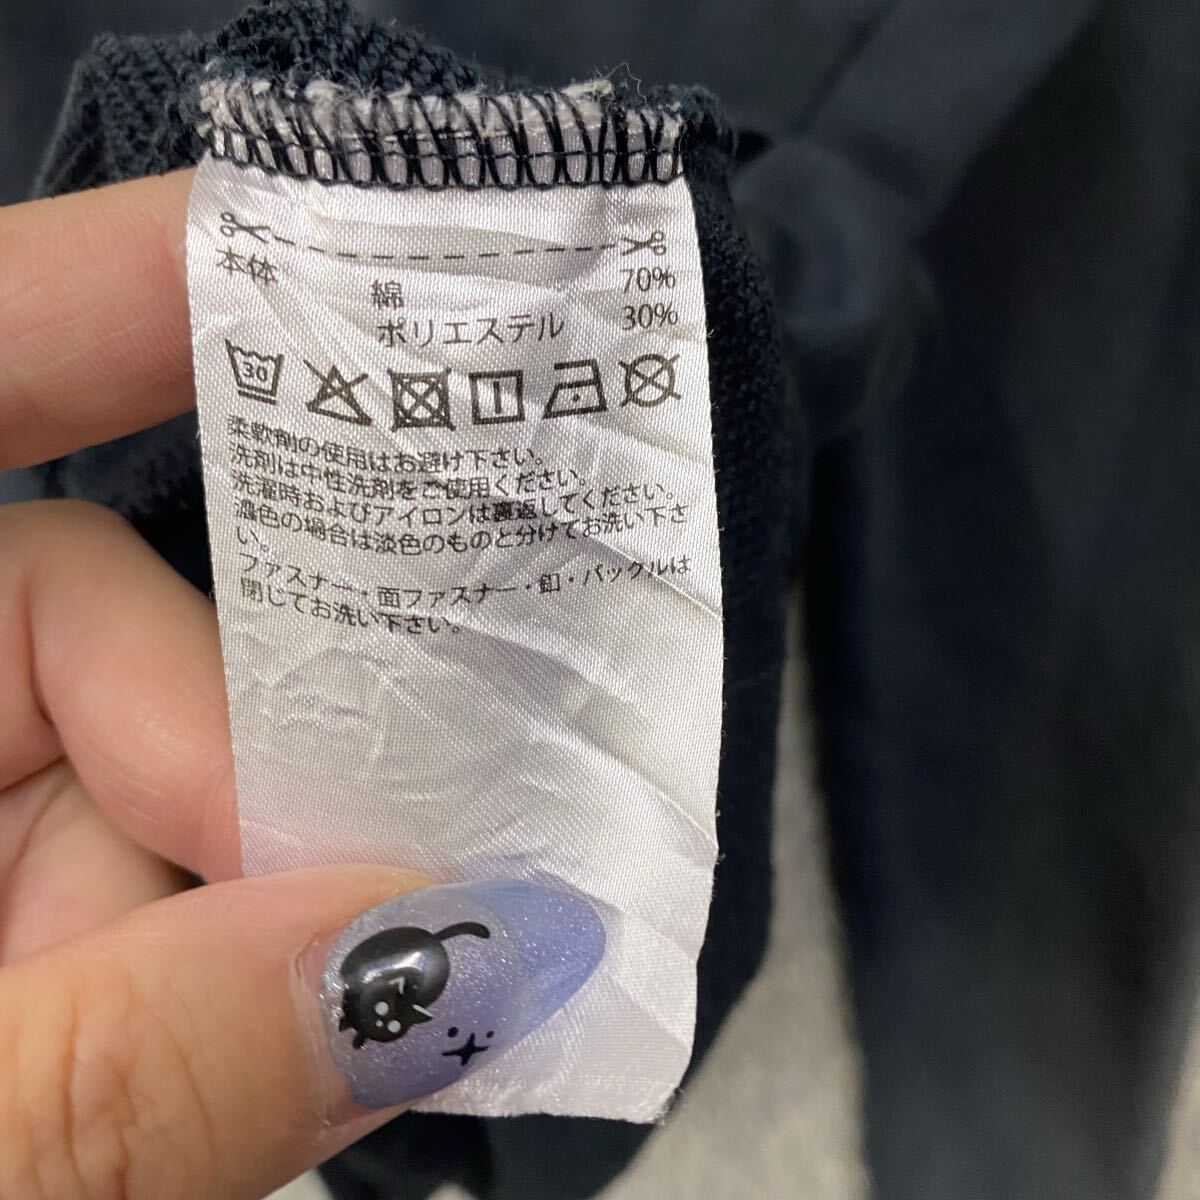 本体
綿 70%
ポリエステル 30%
30
柔軟剤の使用はお避け下さい。
洗剤は中性洗剤をご使用ください。
洗濯時およびアイロンは裏返してください。
濃色の場合は淡色のものと分けてお洗い下さ
い。
ファスナー・面ファスナー・釦・バックルは
閉じてお洗い下さい。